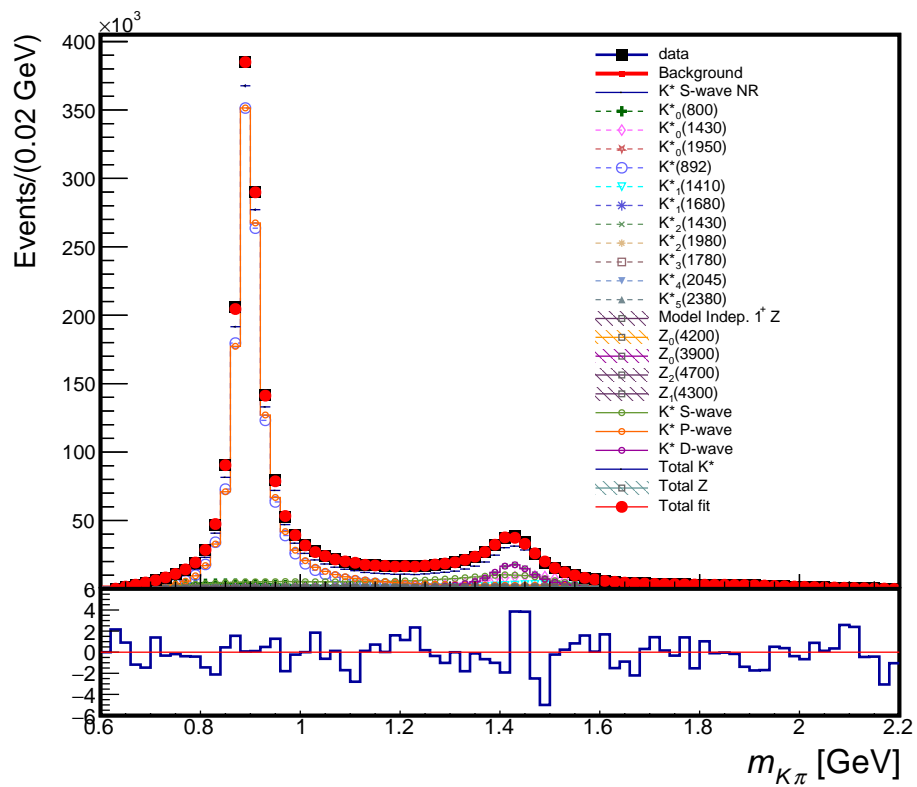 ×10³
Events/(0.02 GeV)
400
350
300
250
200
150
100
50
0
data
Background
K* S-wave NR
K*₀(800)
K*₀(1430)
K*₀(1950)
K*(892)
K*₁(1410)
K*₁(1680)
K*₂(1430)
K*₂(1980)
K*₃(1780)
K*₄(2045)
K*₅(2380)
Model Indep. 1⁺ Z
Z₀(4200)
Z₀(3900)
Z₂(4700)
Z₁(4300)
K* S-wave
K* P-wave
K* D-wave
Total K*
Total Z
Total fit
6
4
2
0
−2
−4
−6
0.6 0.8 1 1.2 1.4 1.6 1.8 2 2.2
m_{Kπ} [GeV]